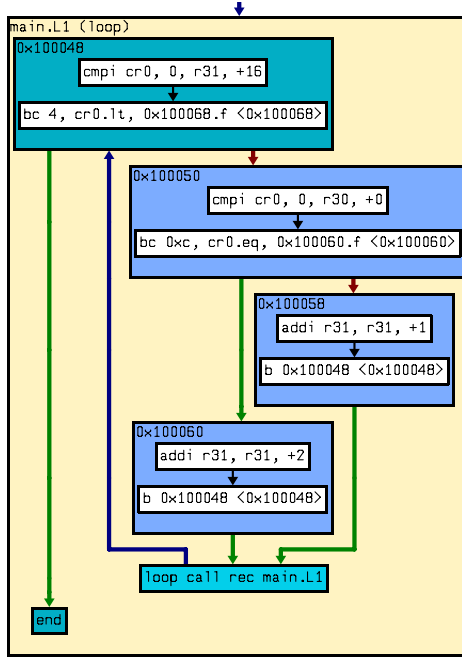 main.L1 (loop)
0x100048
cmpi cr0, 0, r31, +16
bc 4, cr0.lt, 0x100068.f <0x100068>
0x100050
cmpi cr0, 0, r30, +0
bc 0xc, cr0.eq, 0x100060.f <0x100060>
0x100058
addi r31, r31, +1
b 0x100048 <0x100048>
0x100060
addi r31, r31, +2
b 0x100048 <0x100048>
loop call rec main.L1
end